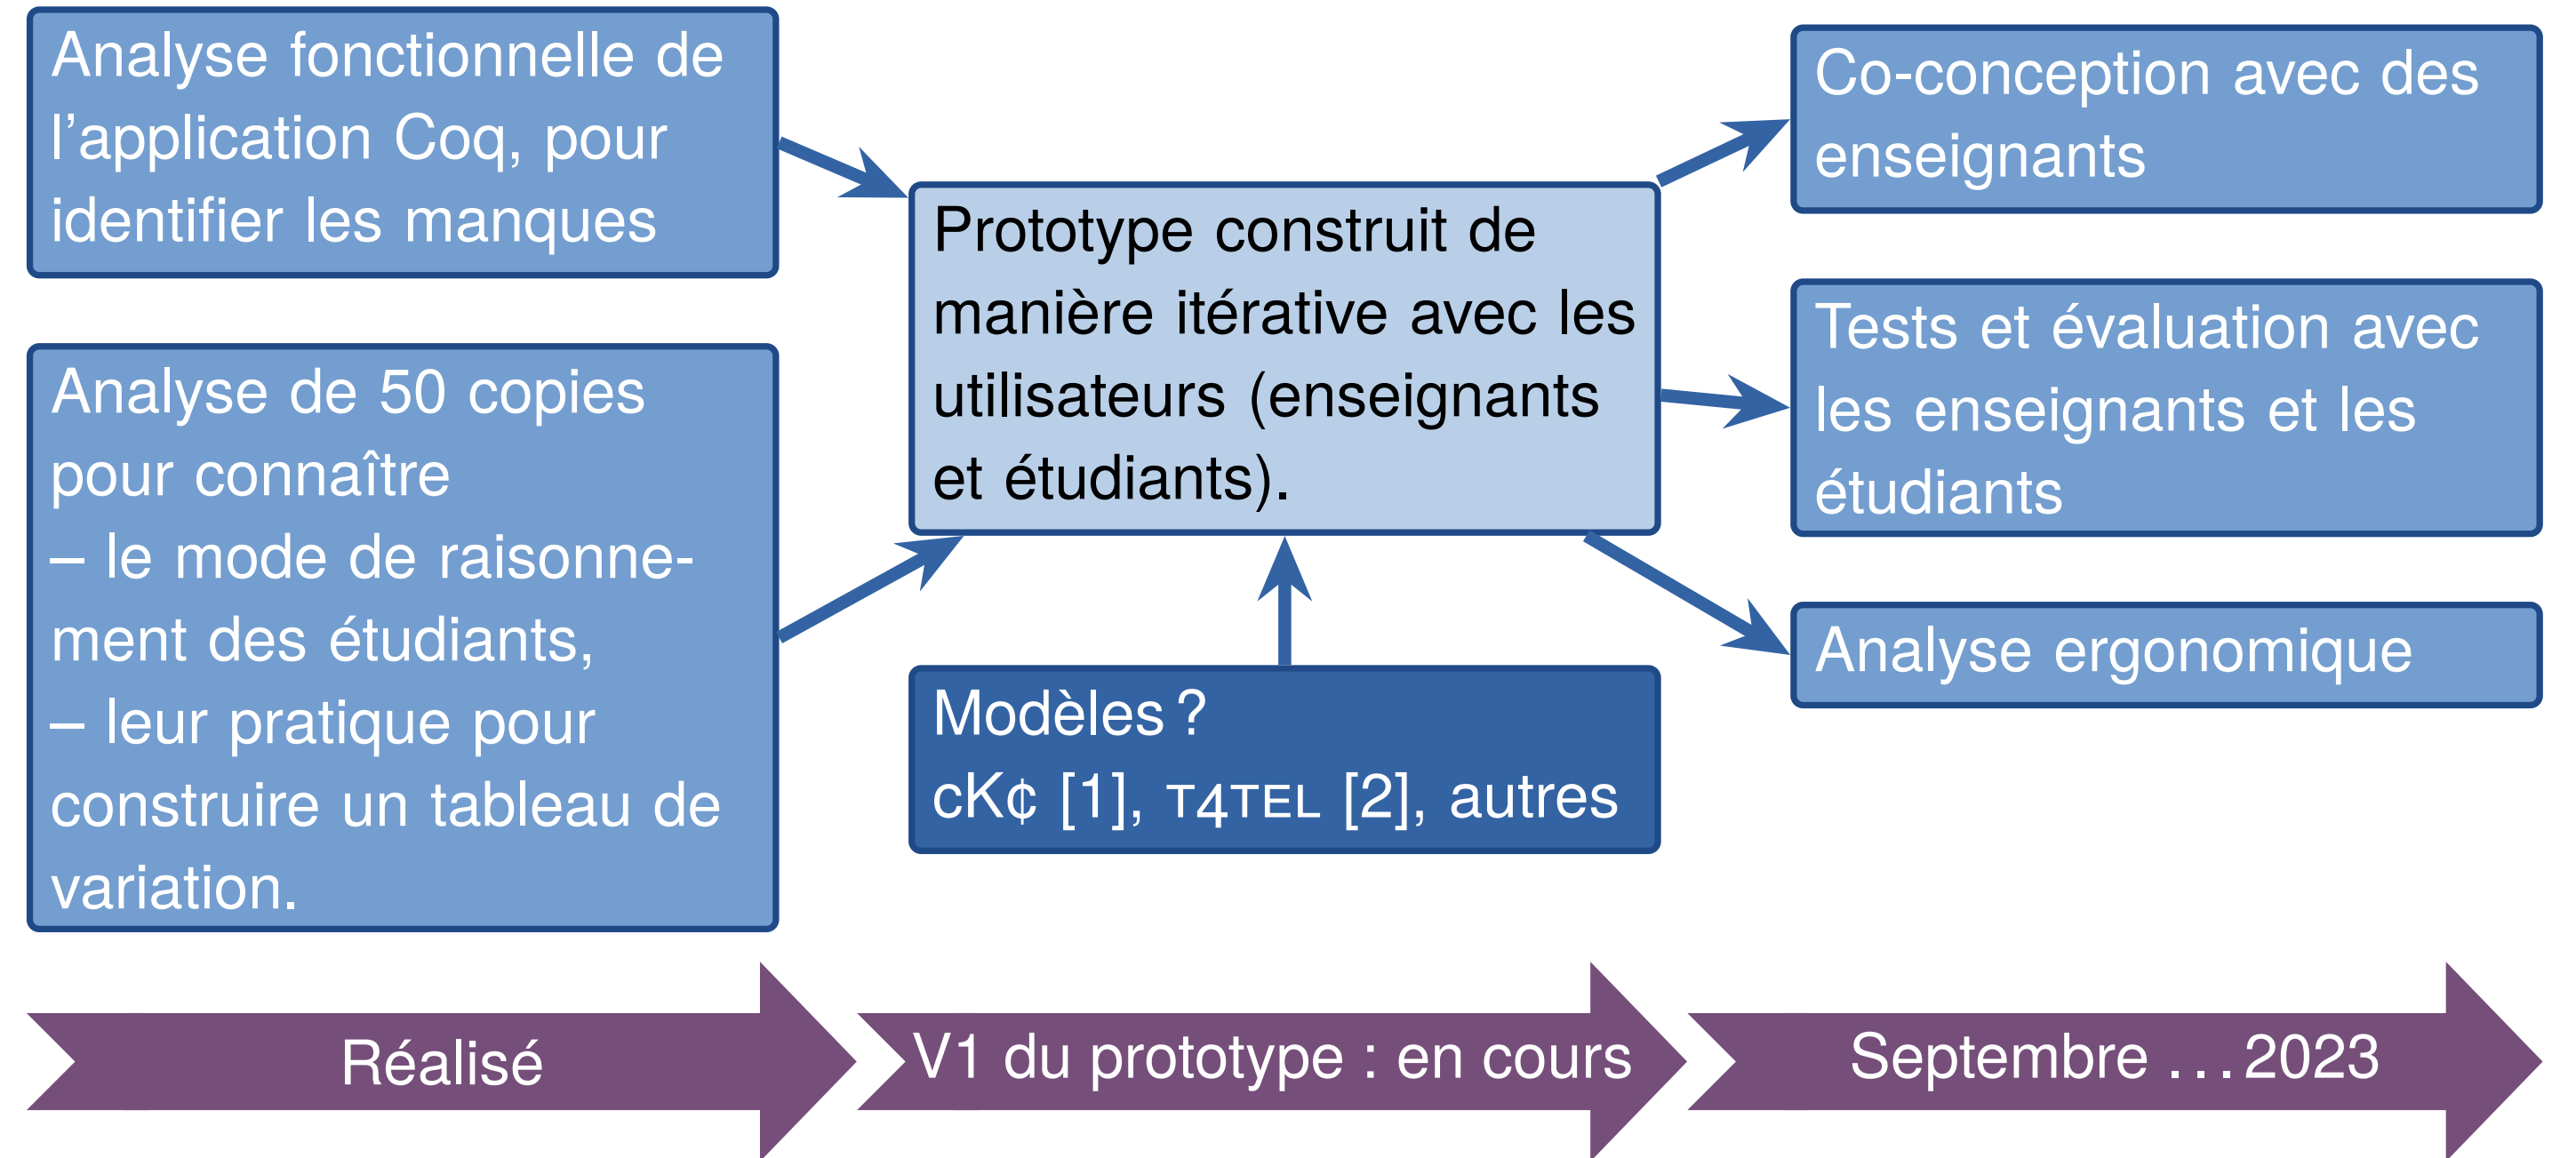 Analyse fonctionnelle de
l’application Coq, pour
identifier les manques
Analyse de 50 copies
pour connaître
– le mode de raisonne-
ment des étudiants,
– leur pratique pour
construire un tableau de
variation.
Prototype construit de
manière itérative avec les
utilisateurs (enseignants
et étudiants).
Modèles ?
cK¢ [1], T4TEL [2], autres
Co-conception avec des
enseignants
Tests et évaluation avec
les enseignants et les
étudiants
Analyse ergonomique
Réalisé
V1 du prototype : en cours
Septembre ... 2023